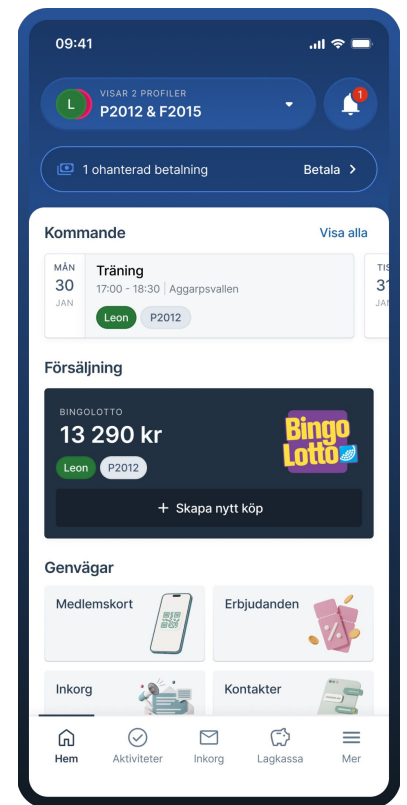 09:41
L
VISAR 2 PROFILER
P2012 & F2015
1
1 ohanterad betalning
Betala
Kommande
Visa alla
MÅN
30
JAN
Träning
17:00 - 18:30 | Aggarpsvallen
Leon
P2012
Försäljning
BINGOLOTTO
13 290 kr
Leon
P2012
Bingo
Lotto
+ Skapa nytt köp
Genvägar
Medlemskort
Erbjudanden
Inkorg
Kontakter
Hem
Aktiviteter
Inkorg
Lagkassa
Mer